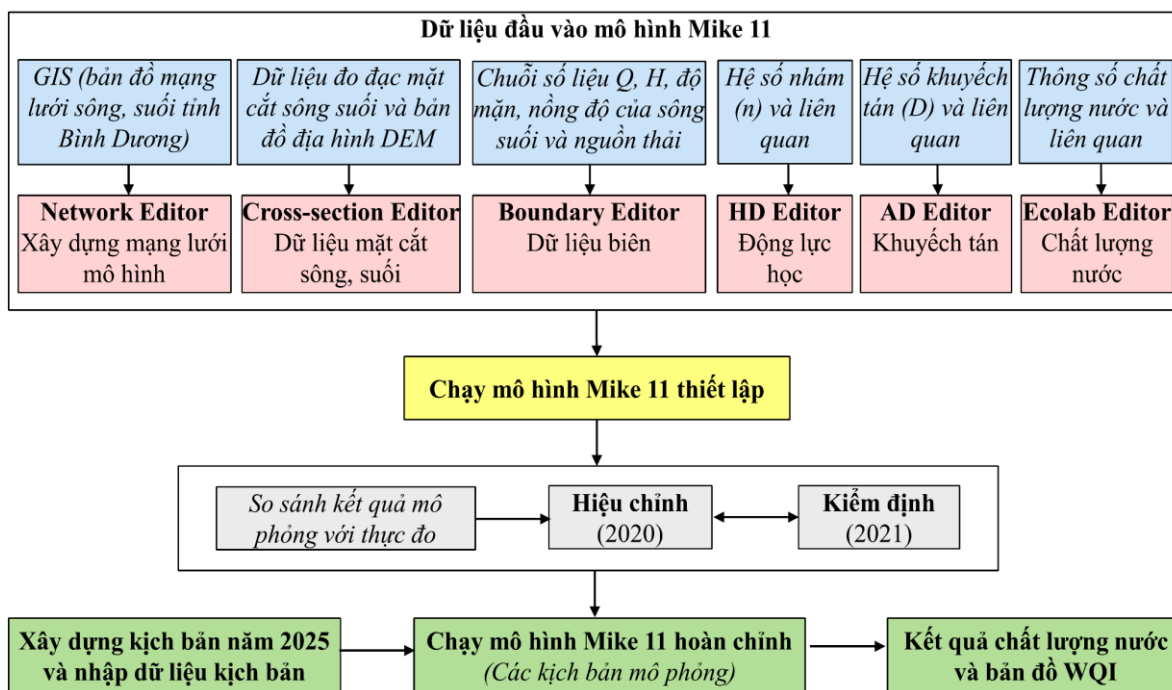 Dữ liệu đầu vào mô hình Mike 11
GIS (bản đồ mạng
lưới sông, suối tỉnh
Bình Dương)
Dữ liệu đo đạc mặt
cắt sông suối và bản
đồ địa hình DEM
Chuỗi số liệu Q, H, độ
mặn, nồng độ của sông
suối và nguồn thải
Hệ số nhám
(n) và liên
quan
Hệ số khuyếch
tán (D) và liên
quan
Thông số chất
lượng nước và
liên quan
Network Editor
Xây dựng mạng lưới
mô hình
Cross-section Editor
Dữ liệu mặt cắt
sông, suối
Boundary Editor
Dữ liệu biên
HD Editor
Động lực
học
AD Editor
Khuyếch tán
Ecolab Editor
Chất lượng
nước
Chạy mô hình Mike 11 thiết lập
So sánh kết quả mô
phỏng với thực đo
Hiệu chỉnh
(2020)
Kiểm định
(2021)
Xây dựng kịch bản năm 2025
và nhập dữ liệu kịch bản
Chạy mô hình Mike 11 hoàn chỉnh
(Các kịch bản mô phỏng)
Kết quả chất lượng nước
và bản đồ WQI